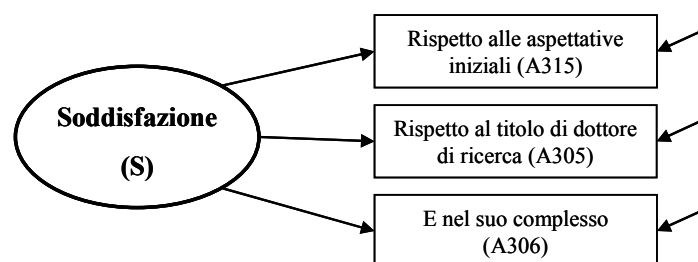 Soddisfazione
(S)
Rispetto alle aspettative
iniziali (A315)
Rispetto al titolo di dottore
di ricerca (A305)
E nel suo complesso
(A306)